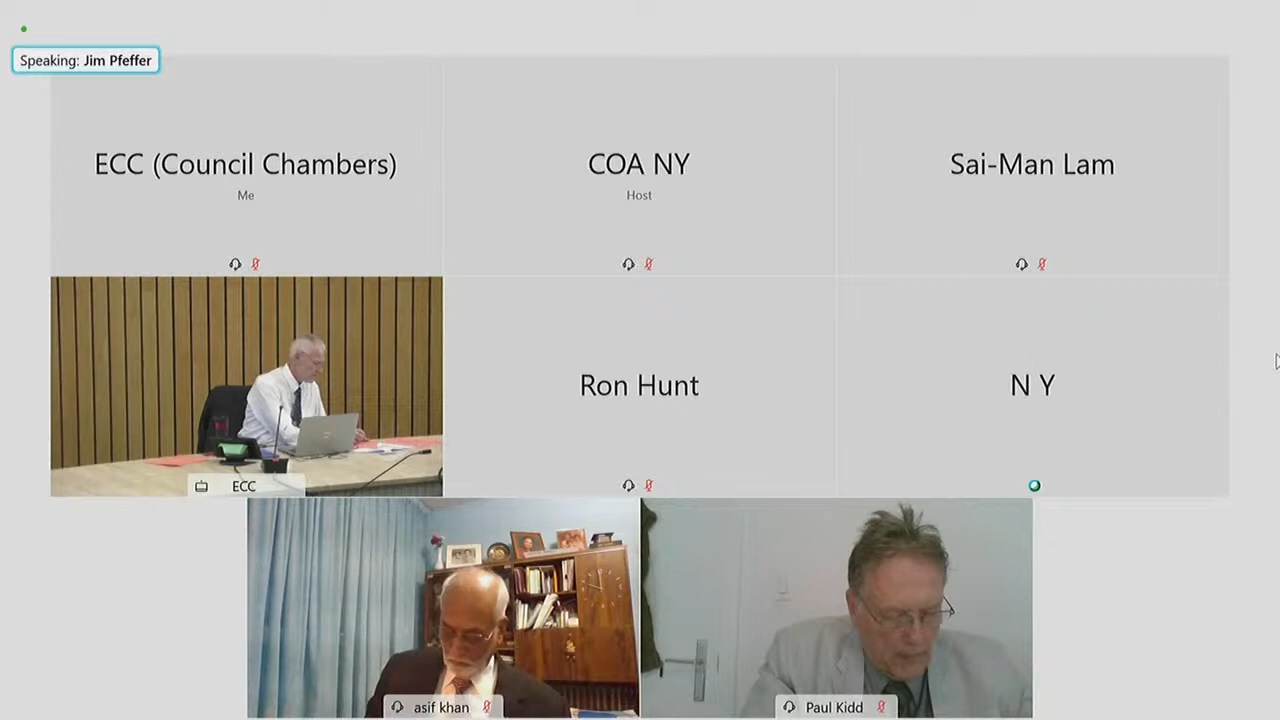 Speaking: Jim Pfeffer
ECC (Council Chambers)
Me
COA NY
Host
Sai-Man Lam
ECC
Ron Hunt
N Y
asif khan
Paul Kidd